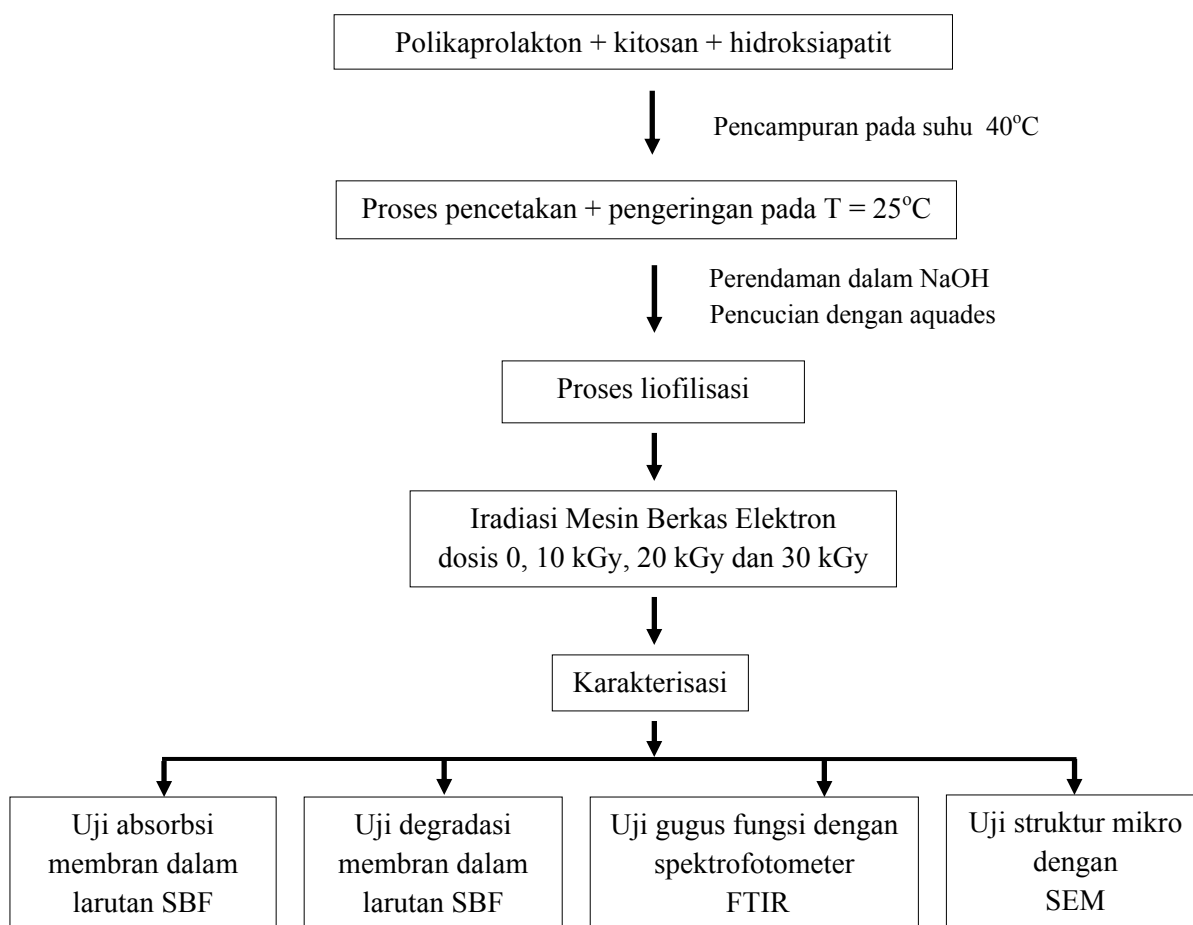 Polikaprolakton + kitosan + hidroksiapatit
Pencampuran pada suhu 40°C
Proses pencetakan + pengeringan pada T = 25°C
Perendaman dalam NaOH
Pencucian dengan aquades
Proses liofilisasi
Iradiasi Mesin Berkas Elektron
dosis 0, 10 kGy, 20 kGy dan 30 kGy
Karakterisasi
Uji absorbsi
membran dalam
larutan SBF
Uji degradasi
membran dalam
larutan SBF
Uji gugus fungsi dengan
spektrofotometer
FTIR
Uji struktur mikro
dengan
SEM